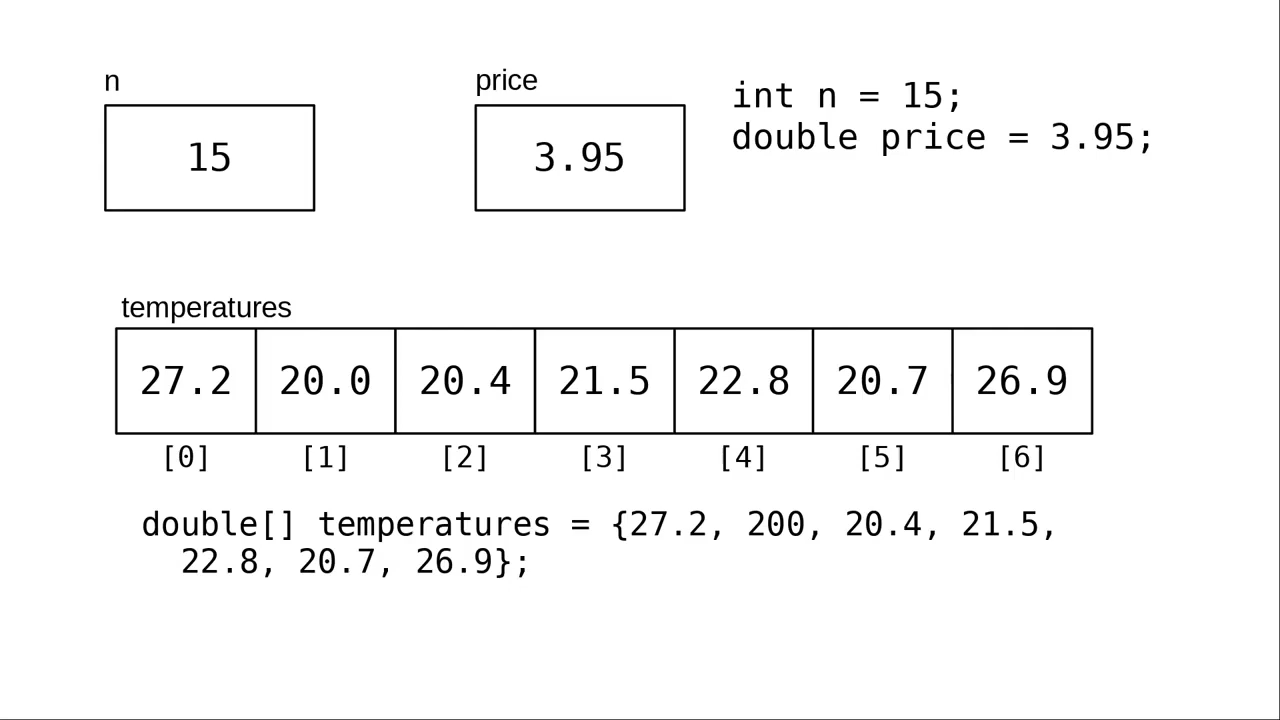 n
price
int n = 15;
double price = 3.95;
15
3.95
temperatures
27.2 20.0 20.4 21.5 22.8 20.7 26.9
[0] [1] [2] [3] [4] [5] [6]
double[] temperatures = {27.2, 200, 20.4, 21.5,
22.8, 20.7, 26.9};